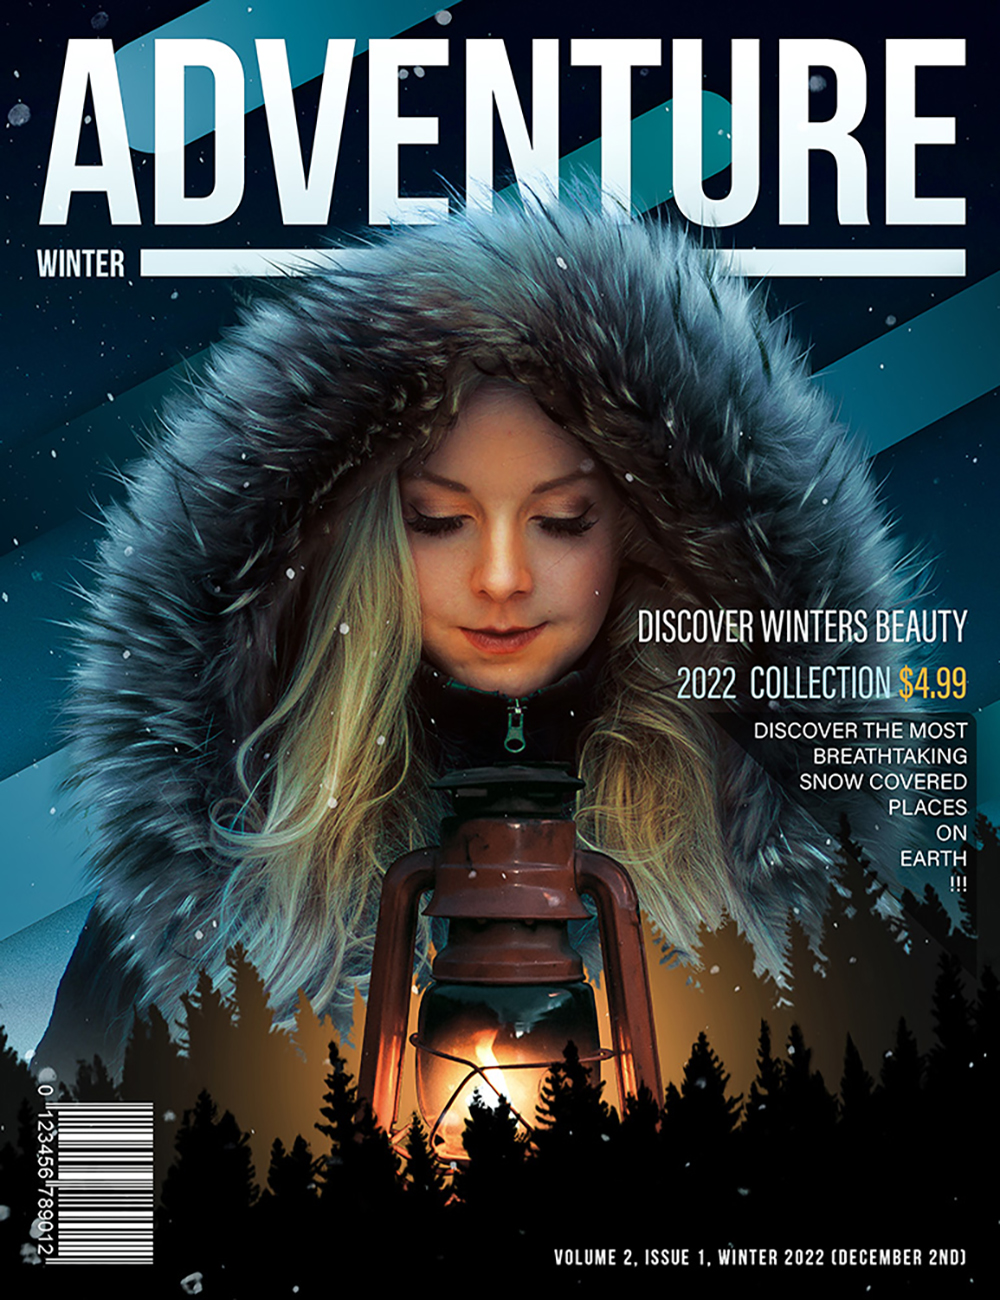 ADVENTURE
WINTER
DISCOVER WINTERS BEAUTY
2022 COLLECTION $4.99
DISCOVER THE MOST
BREATHTAKING
SNOW COVERED
PLACES
ON
EARTH
!!!
0 123456 789012
VOLUME 2, ISSUE 1, WINTER 2022 (DECEMBER 2ND)